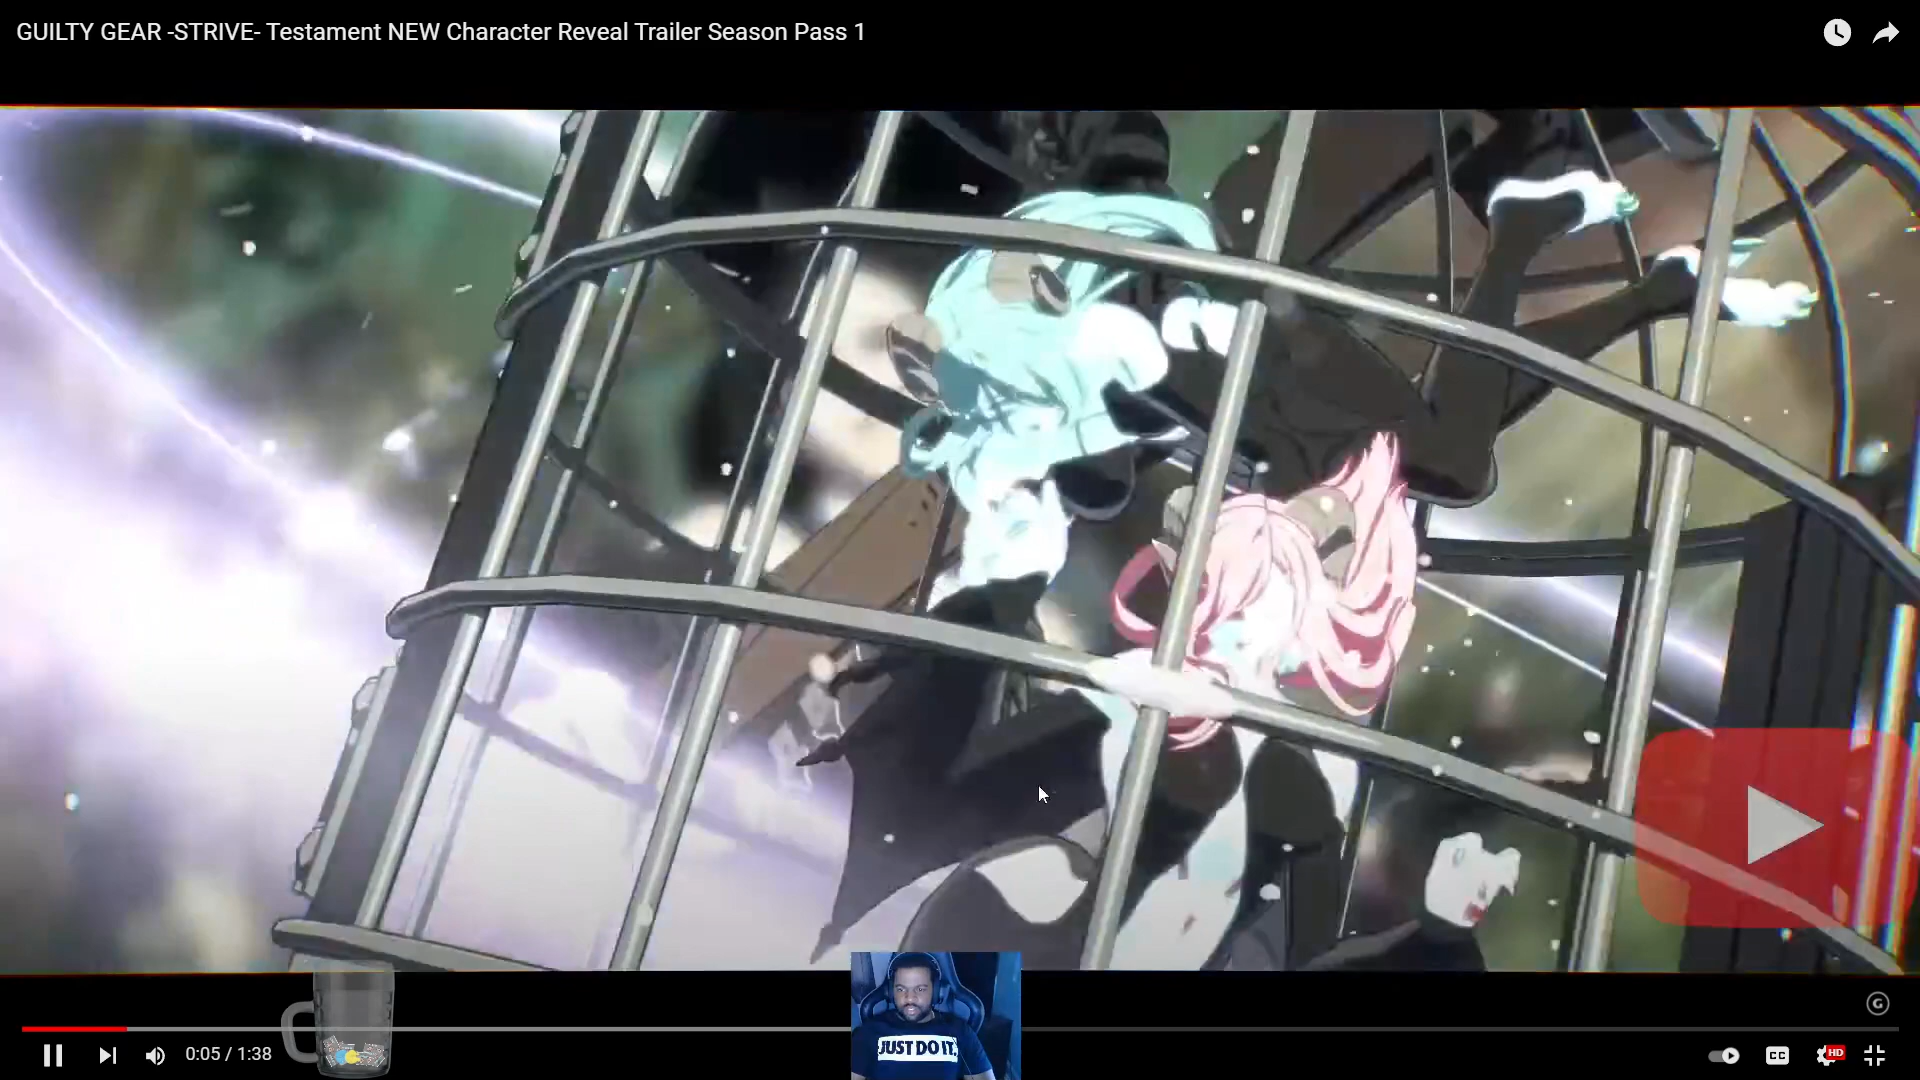 GUILTY GEAR -STRIVE- Testament NEW Character Reveal Trailer Season Pass 1
G
JUST DO IT.
0:05 / 1:38
CC
HD